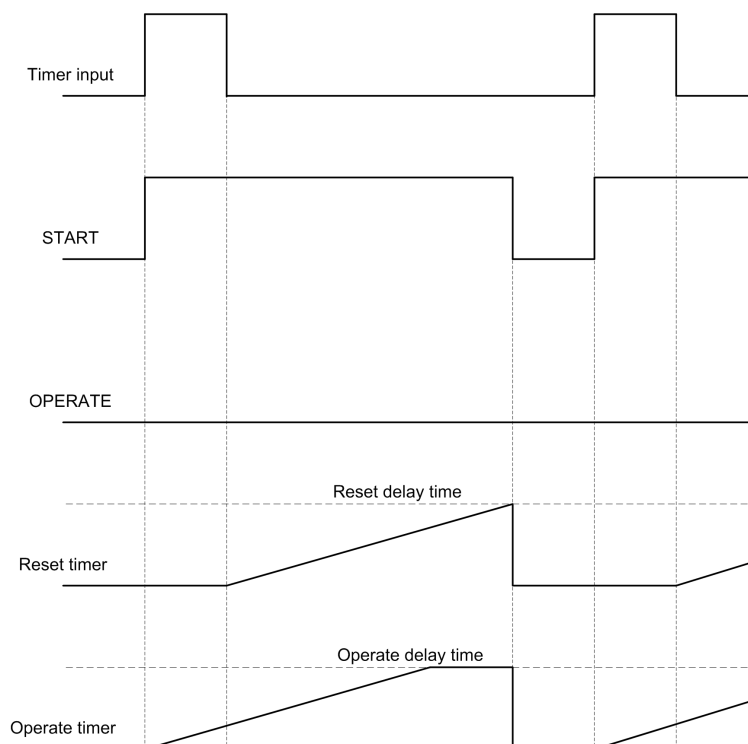 Timer input
START
OPERATE
Reset delay time
Reset timer
Operate delay time
Operate timer